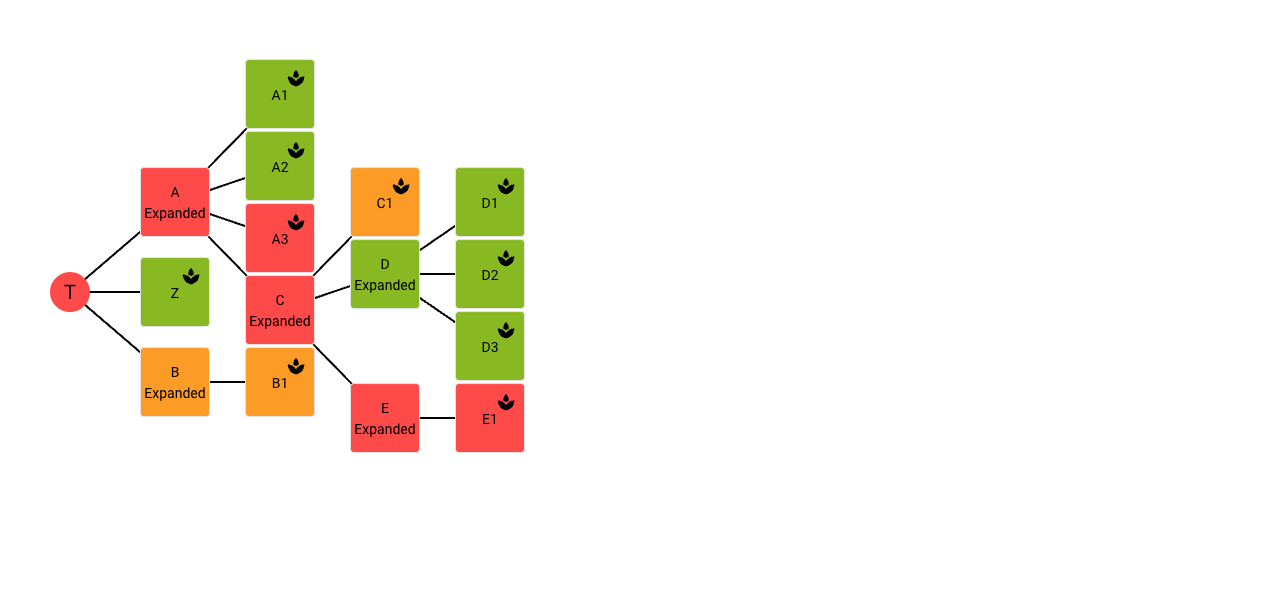 A1
A2
A
Expanded
C1
D1
A3
D
Expanded
D2
T
Z
C
Expanded
D3
B
Expanded
B1
E
Expanded
E1